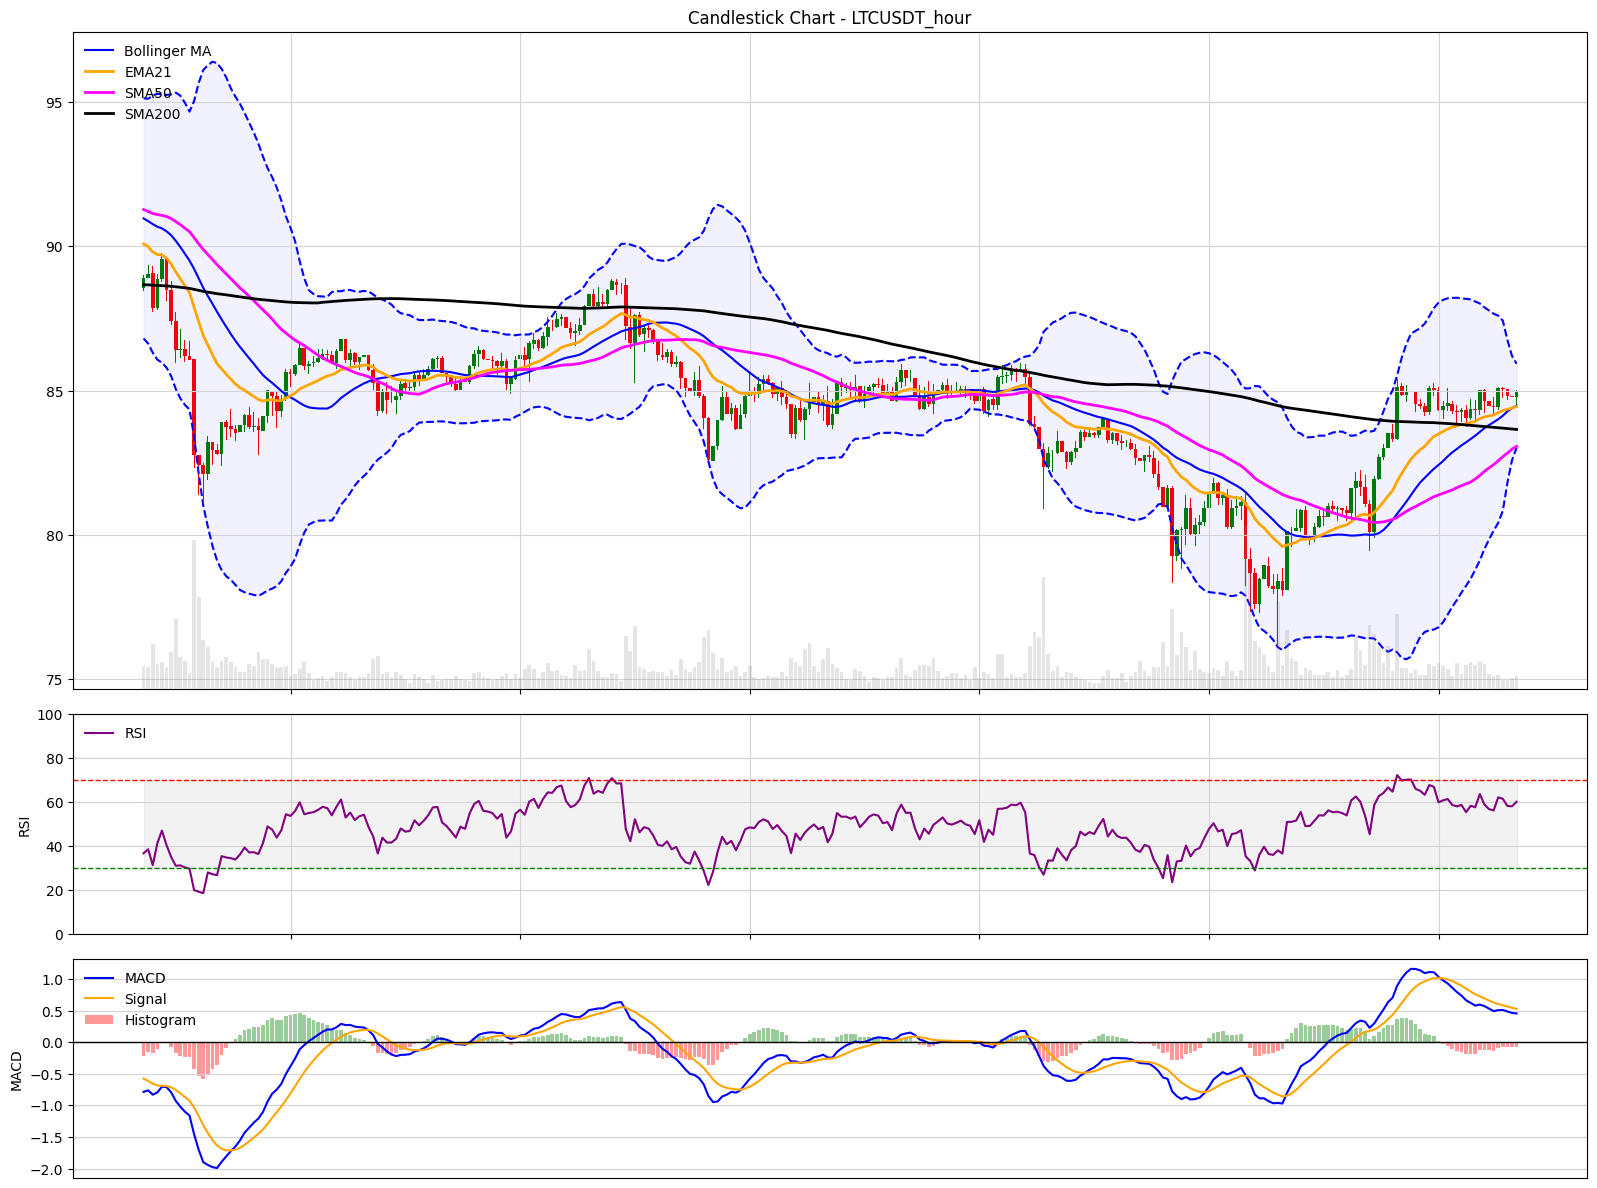 Candlestick Chart - LTCUSDT_hour
Bollinger MA
EMA21
SMA50
SMA200
95
90
85
80
75
RSI
100
80
60
40
20
0
RSI
MACD
Signal
Histogram
1.0
0.5
0.0
−0.5
−1.0
−1.5
−2.0
MACD